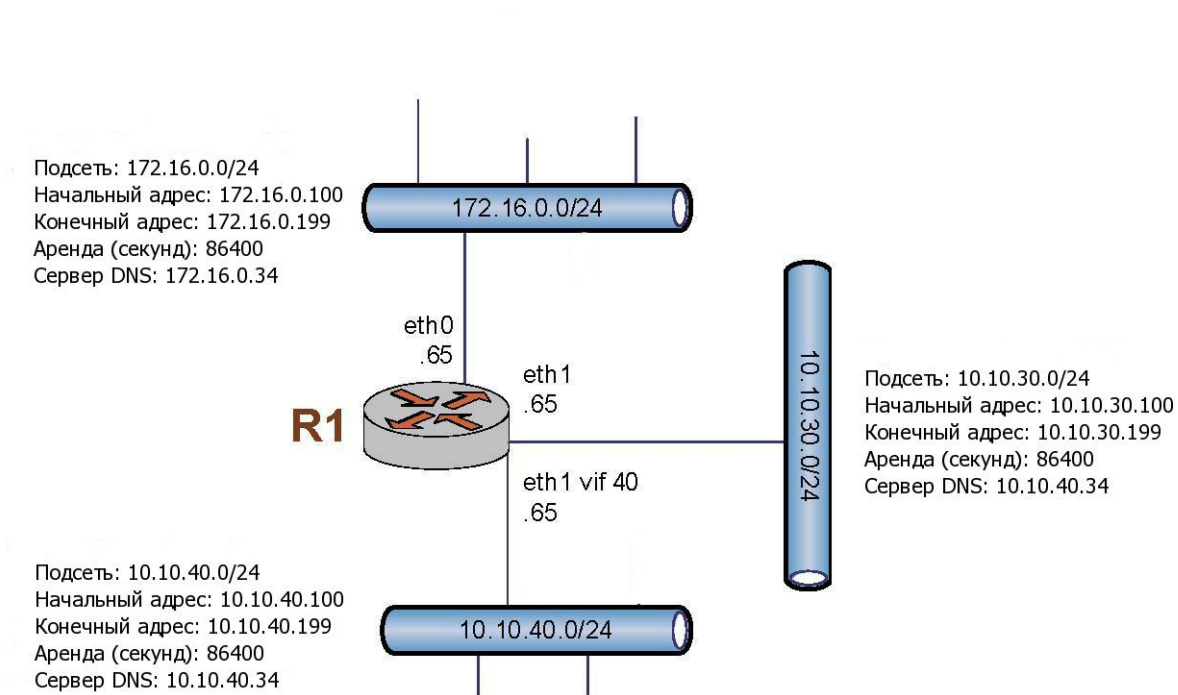 Подсеть: 172.16.0.0/24
Начальный адрес: 172.16.0.100
Конечный адрес: 172.16.0.199
Аренда (секунд): 86400
Сервер DNS: 172.16.0.34
172.16.0.0/24
eth0
.65
eth1
.65
R1
eth1 vif 40
.65
10.10.30.0/24
Подсеть: 10.10.30.0/24
Начальный адрес: 10.10.30.100
Конечный адрес: 10.10.30.199
Аренда (секунд): 86400
Сервер DNS: 10.10.40.34
Подсеть: 10.10.40.0/24
Начальный адрес: 10.10.40.100
Конечный адрес: 10.10.40.199
Аренда (секунд): 86400
Сервер DNS: 10.10.40.34
10.10.40.0/24